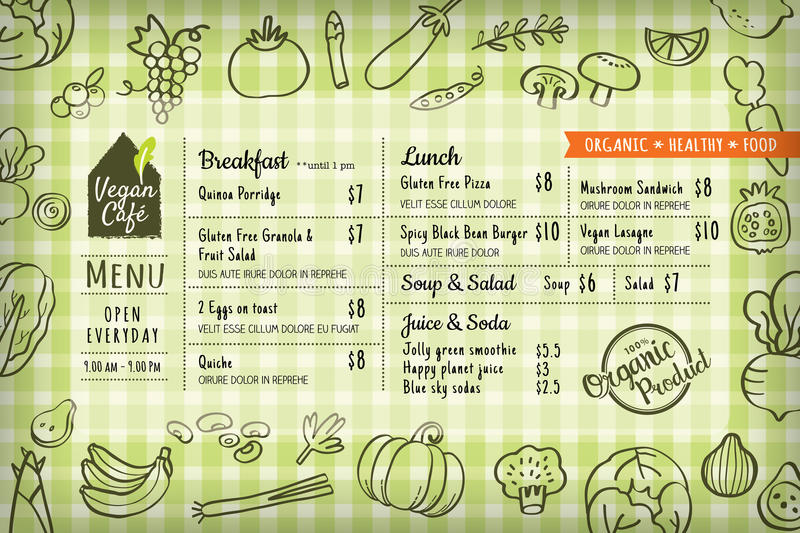 Vegan
Café
MENU
OPEN
EVERYDAY
9.00 AM - 9.00 PM
Breakfast **until 1 pm
Quinoa Porridge $7
Gluten Free Granola & $7
Fruit Salad
DUIS AUTE IRURE DOLOR IN REPREHE
2 Eggs on toast $8
VELIT ESSE CILLUM DOLORE EU FUGIAT
Quiche $8
OIRURE DOLOR IN REPREHE
Lunch
Gluten Free Pizza $8
VELIT ESSE CILLUM DOLORE
Spicy Black Bean Burger $10
DUIS AUTE IRURE DOLOR IN REPREHE
ORGANIC * HEALTHY * FOOD
Mushroom Sandwich $8
OIRURE DOLOR IN REPREHE
Vegan Lasagne $10
OIRURE DOLOR IN REPREHE
Soup & Salad Soup $6 Salad $7
Juice & Soda
Jolly green smoothie $5.5
Happy planet juice $3
Blue sky sodas $2.5
100%
Organic
Product